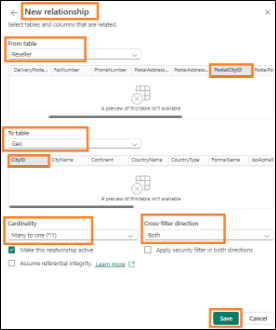 New relationship
Select tables and columns that are related.
From table
Reseller
DeliveryPosta... FaxNumber PhoneNumber PostalAddress... PostalAddress... PostalCityID PostalPo
A preview of this table isn't available
To table
Geo
CityID CityName Continent CountryName CountryType FormalName IsoAlpha3
A preview of this table isn't available
Cardinality Cross-filter direction
Many to one (*:1) Both
Make this relationship active Apply security filter in both directions
Assume referential integrity Learn more
Save Cancel